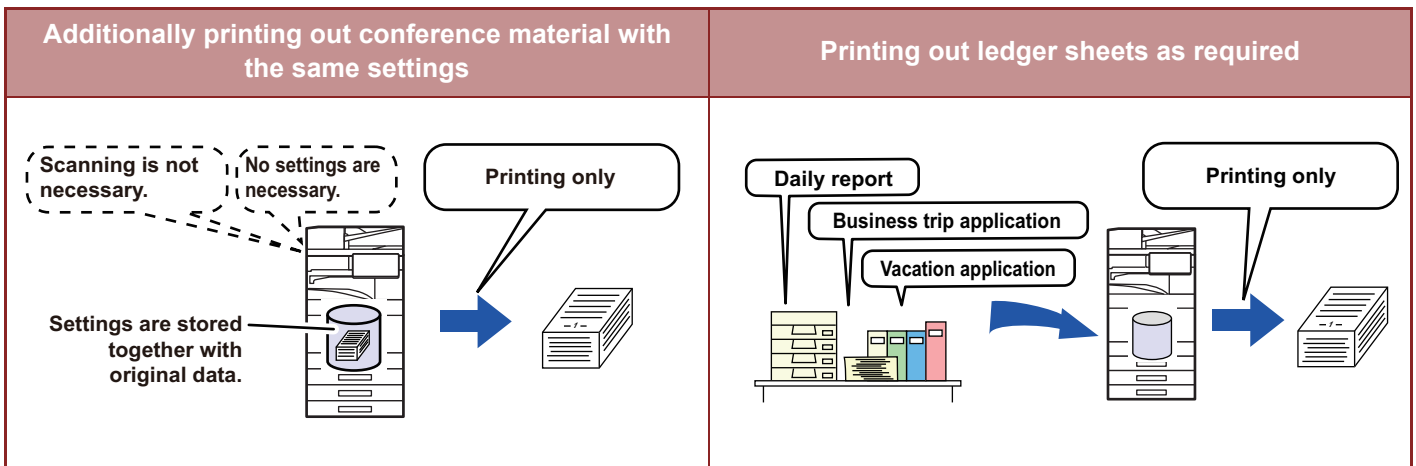 Additionally printing out conference material with
the same settings
Printing out ledger sheets as required
Scanning is not
necessary.
No settings are
necessary.
Printing only
Settings are stored
together with
original data.
-1-
Daily report
Business trip application
Vacation application
Printing only
-1-